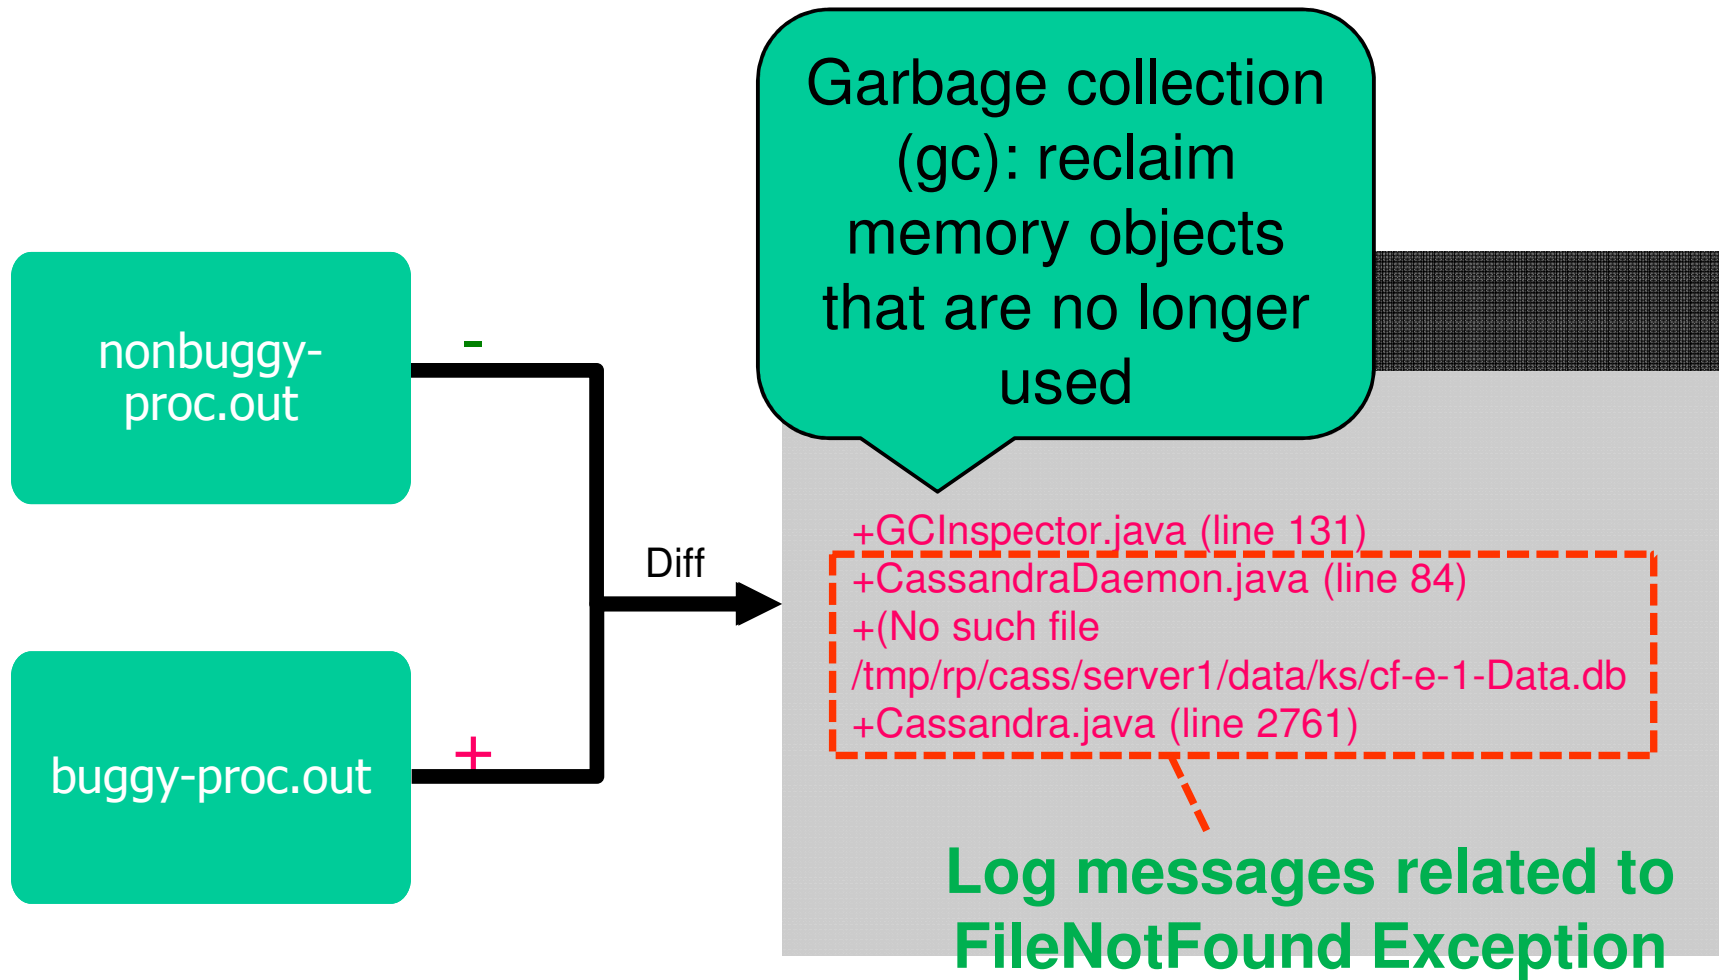 Garbage collection
(gc): reclaim
memory objects
that are no longer
used
nonbuggy-
proc.out
-
Diff
buggy-proc.out
+
+GCInspector.java (line 131)
+CassandraDaemon.java (line 84)
+(No such file
/tmp/rp/cass/server1/data/ks/cf-e-1-Data.db
+Cassandra.java (line 2761)
Log messages related to
FileNotFound Exception